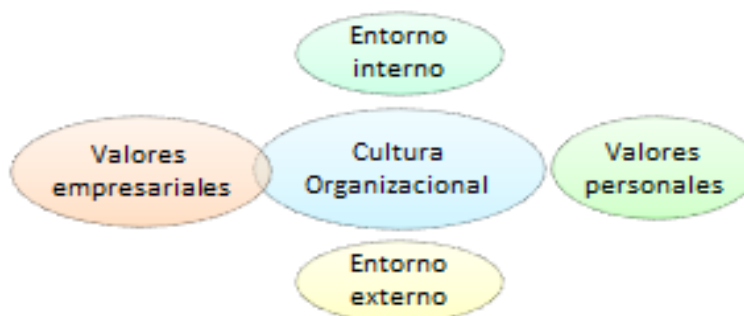 Entorno
interno
Valores
empresariales
Cultura
Organizacional
Valores
personales
Entorno
externo